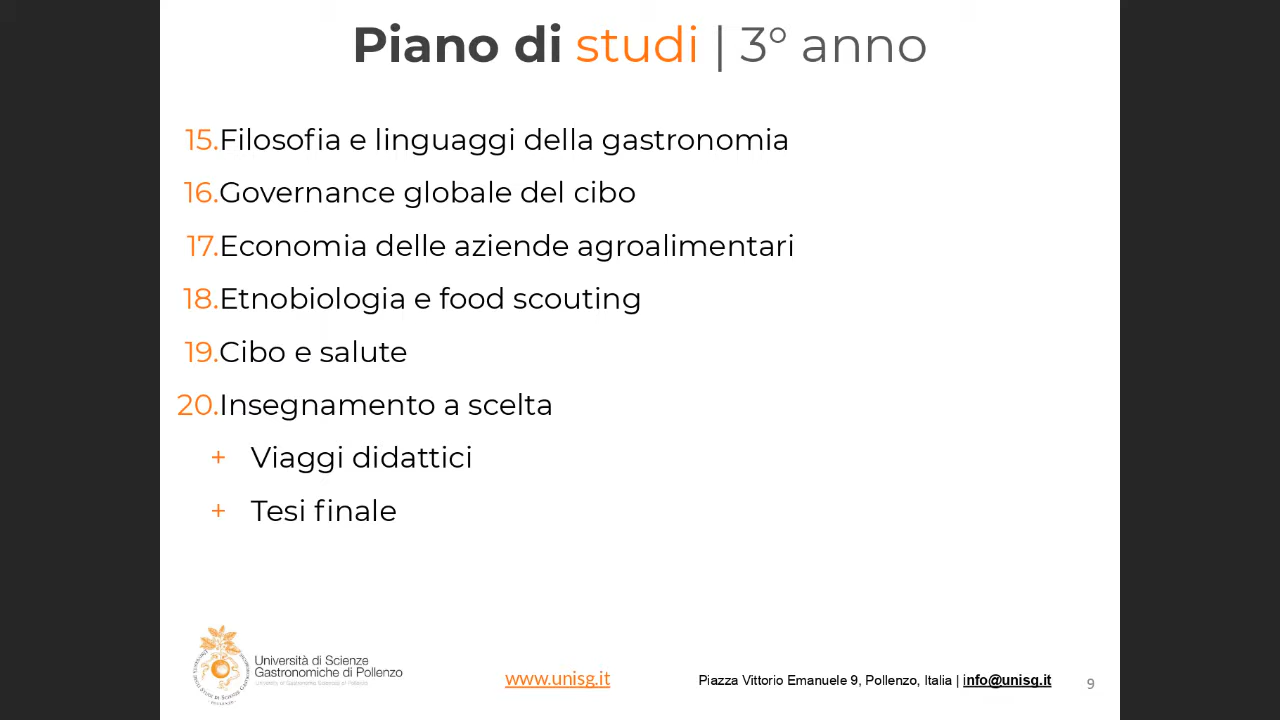 Piano di studi | 3° anno
15.Filosofia e linguaggi della gastronomia
16.Governance globale del cibo
17.Economia delle aziende agroalimentari
18.Etnobiologia e food scouting
19.Cibo e salute
20.Insegnamento a scelta
+ Viaggi didattici
+ Tesi finale
Università di Scienze
Gastronomiche di Pollenzo
www.unisg.it
Piazza Vittorio Emanuele 9, Pollenzo, Italia | info@unisg.it
9